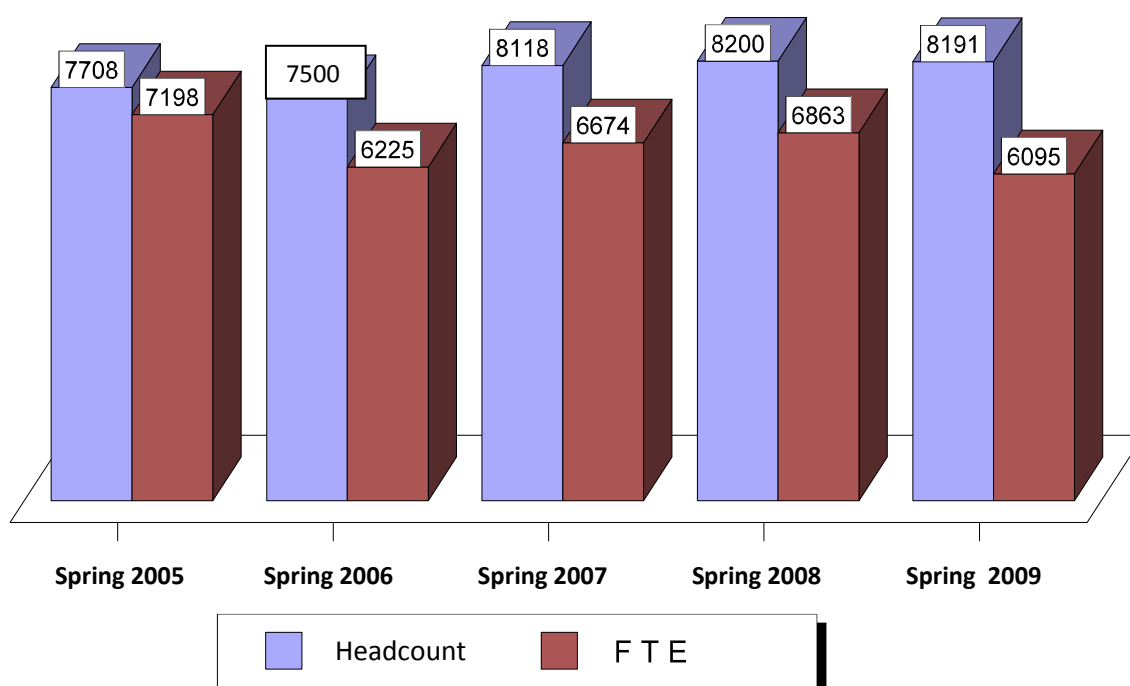 7708
7198
7500
6225
8118
6674
8200
6863
8191
6095
Spring 2005
Spring 2006
Spring 2007
Spring 2008
Spring 2009
Headcount
F T E